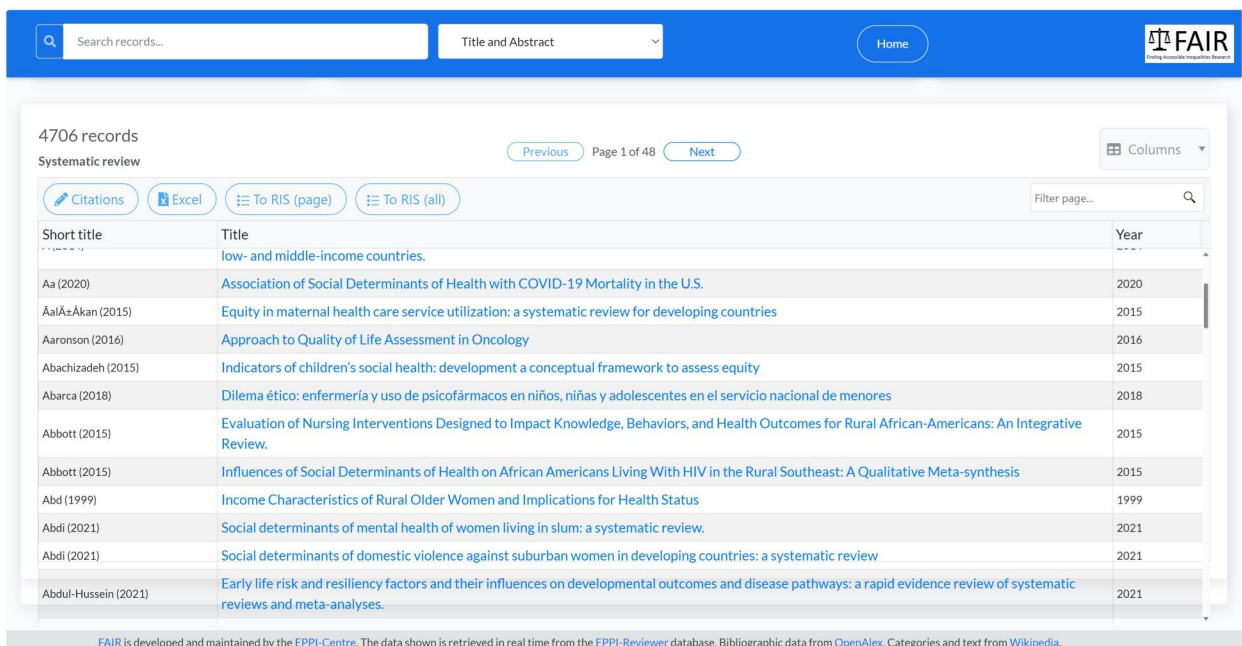 Search records...
Title and Abstract
Home
FAIR
Finding Accessible Inequalities Research
4706 records
Systematic review
Previous Page 1 of 48 Next
Columns
Citations Excel To RIS (page) To RIS (all)
Filter page...
Short title Title Year
low- and middle-income countries.
Aa (2020) Association of Social Determinants of Health with COVID-19 Mortality in the U.S. 2020
ÃalÄ±Åkan (2015) Equity in maternal health care service utilization: a systematic review for developing countries 2015
Aaronson (2016) Approach to Quality of Life Assessment in Oncology 2016
Abachizadeh (2015) Indicators of children's social health: development a conceptual framework to assess equity 2015
Abarca (2018) Dilema ético: enfermería y uso de psicofármacos en niños, niñas y adolescentes en el servicio nacional de menores 2018
Abbott (2015) Evaluation of Nursing Interventions Designed to Impact Knowledge, Behaviors, and Health Outcomes for Rural African-Americans: An Integrative 2015
Review.
Abbott (2015) Influences of Social Determinants of Health on African Americans Living With HIV in the Rural Southeast: A Qualitative Meta-synthesis 2015
Abd (1999) Income Characteristics of Rural Older Women and Implications for Health Status 1999
Abdi (2021) Social determinants of mental health of women living in slum: a systematic review. 2021
Abdi (2021) Social determinants of domestic violence against suburban women in developing countries: a systematic review 2021
Abdul-Hussein (2021) Early life risk and resiliency factors and their influences on developmental outcomes and disease pathways: a rapid evidence review of systematic 2021
reviews and meta-analyses.
FAIR is developed and maintained by the EPPI-Centre. The data shown is retrieved in real time from the EPPI-Reviewer database. Bibliographic data from OpenAlex. Categories and text from Wikipedia.